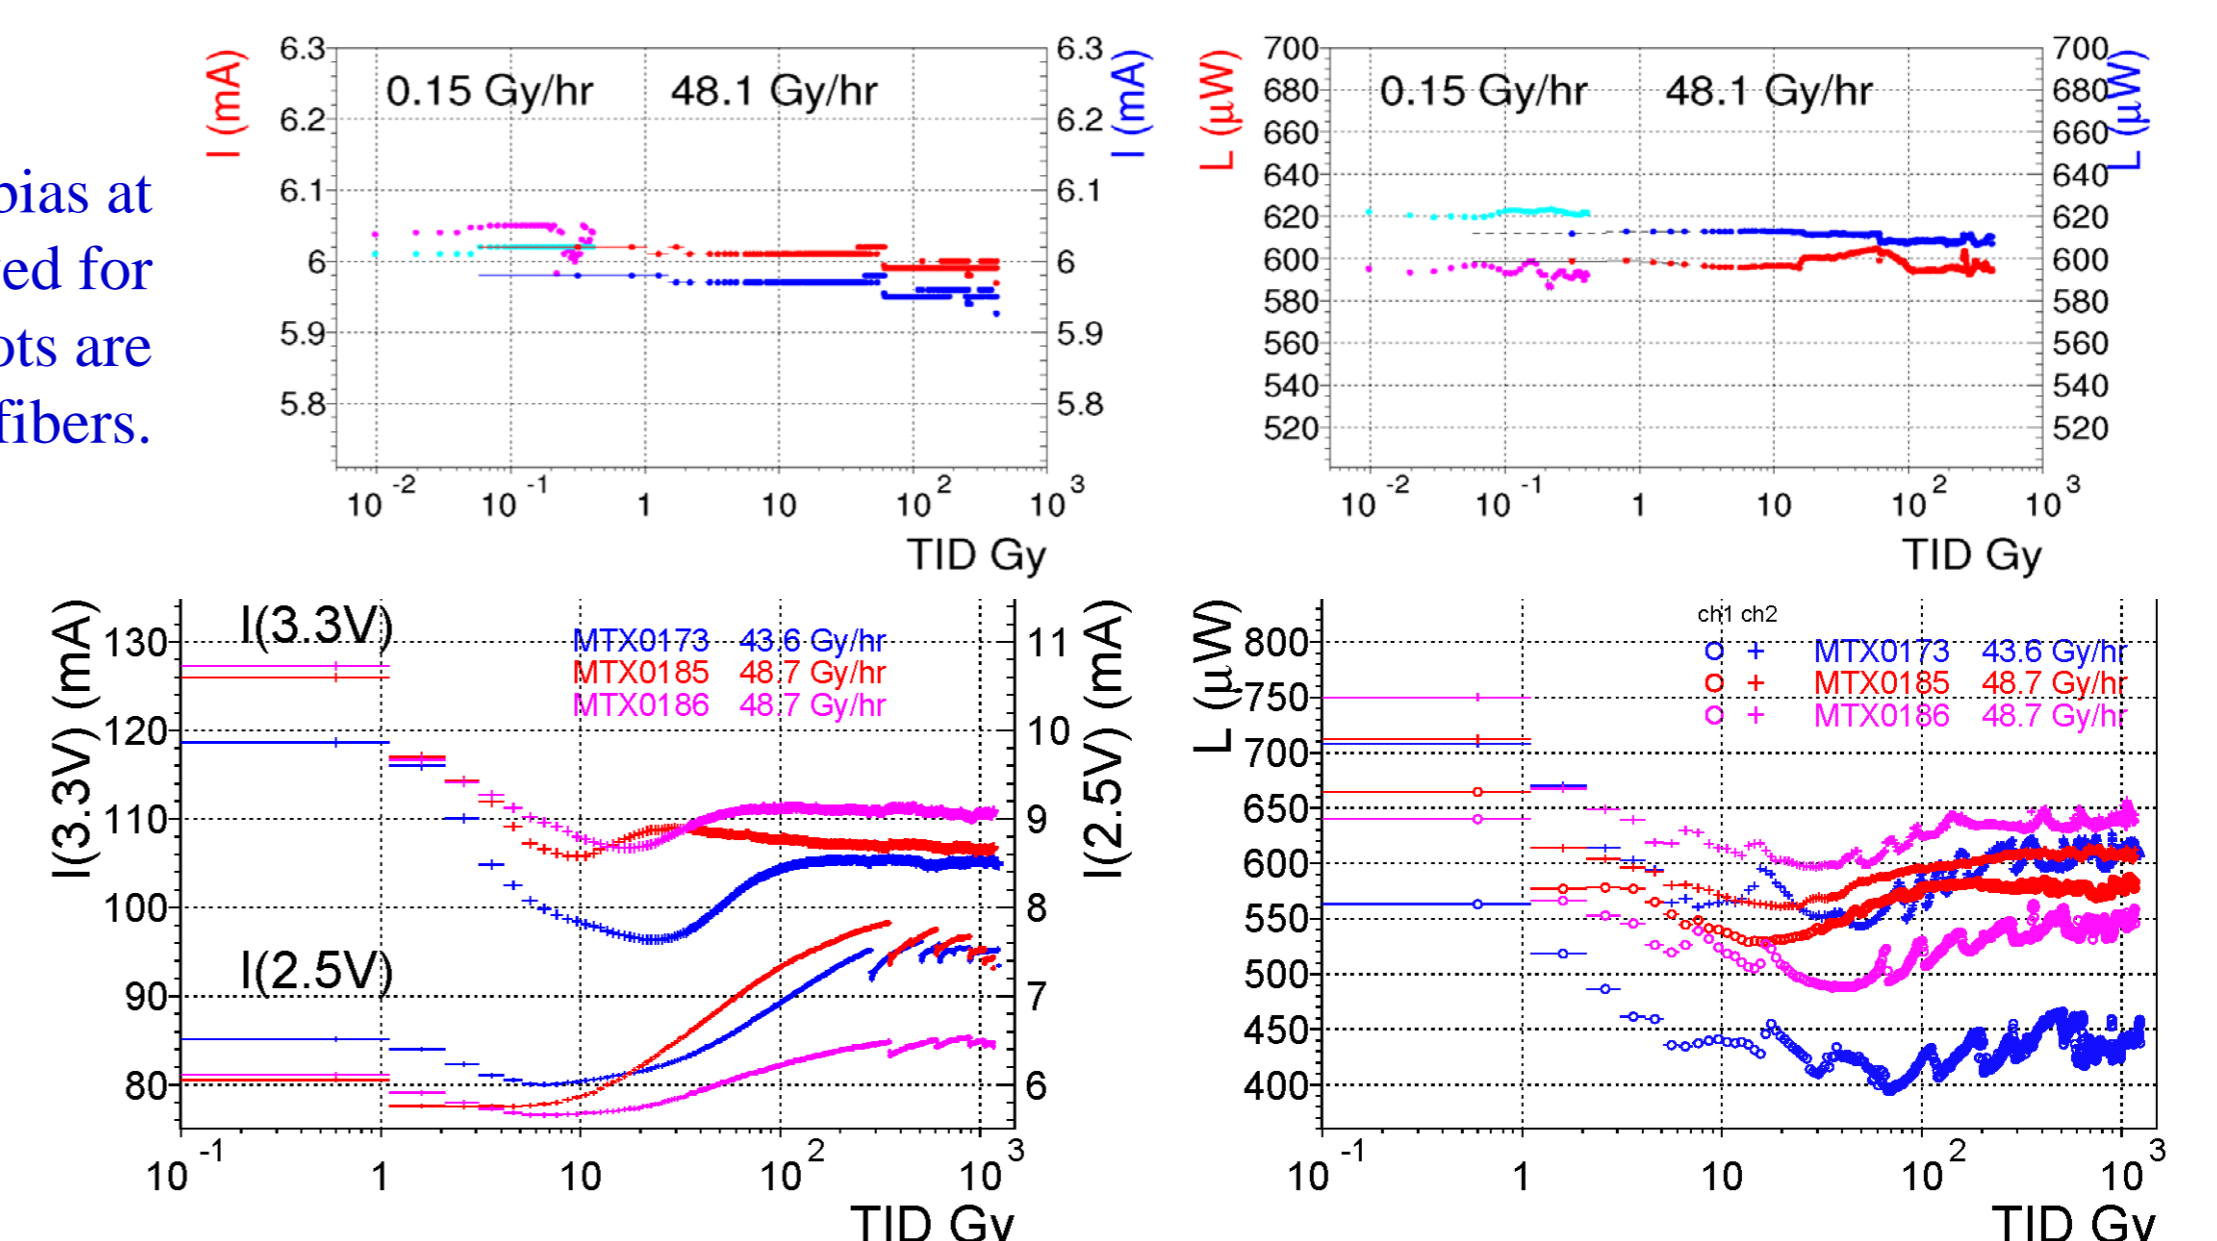 bias at
ed for
ots are
fibers.
I (mA)
6.3
6.2
6.1
6
5.9
5.8
0.15 Gy/hr 48.1 Gy/hr
6.3
6.2
6.1
6
5.9
5.8
I (mA)
10 -2 10 -1 1 10 10 2 10 3
TID Gy
L (μW)
700
680
660
640
620
600
580
560
540
520
0.15 Gy/hr 48.1 Gy/hr
700
680
660
640
620
600
580
560
540
520
L (μW)
10 -2 10 -1 1 10 10 2 10 3
TID Gy
I(3.3V) (mA)
130
120
110
100
90
80
I(3.3V)
MTX0173 43.6 Gy/hr
MTX0185 48.7 Gy/hr
MTX0186 48.7 Gy/hr
I(2.5V)
11
10
9
8
7
6
I(2.5V) (mA)
10 -1 1 10 10 2 10 3
TID Gy
L (μW)
800
750
700
650
600
550
500
450
400
ch1 ch2
MTX0173 43.6 Gy/hr
MTX0185 48.7 Gy/hr
MTX0186 48.7 Gy/hr
10 -1 1 10 10 2 10 3
TID Gy